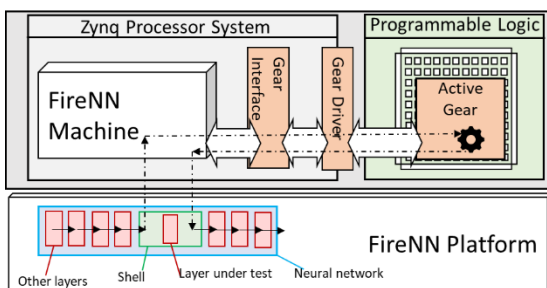 Zynq Processor System
Programmable Logic
FireNN
Machine
Gear
Interface
Gear Driver
Active
Gear
FireNN Platform
Other layers
Shell
Layer under test
Neural network